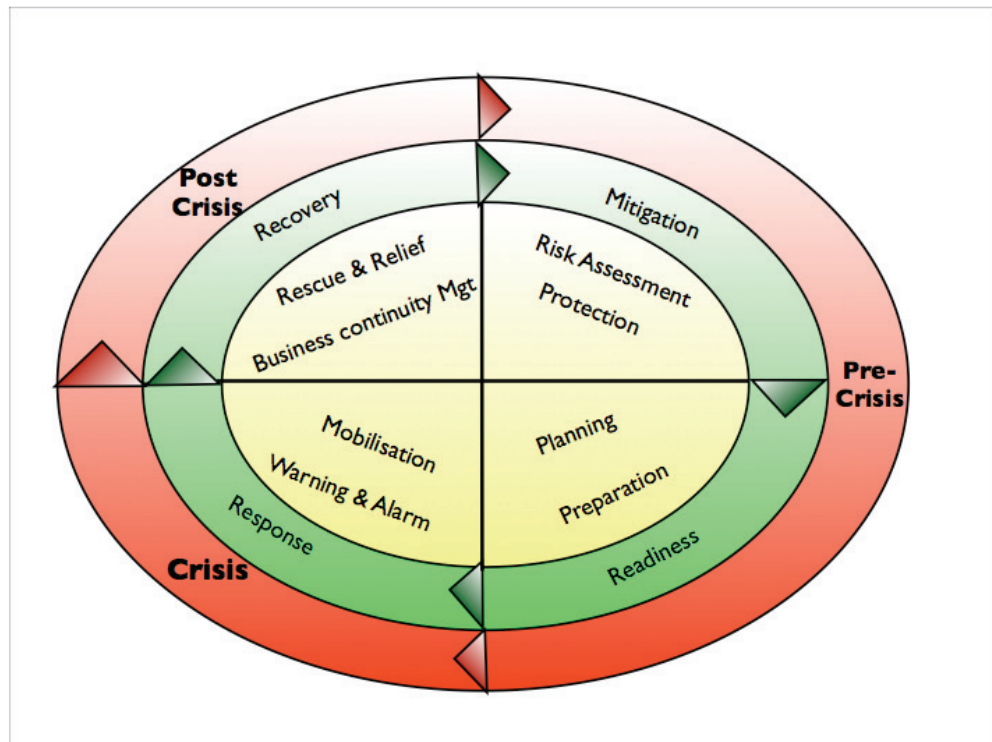 Post
Crisis
Recovery
Mitigation
Rescue & Relief
Business continuity Mgt
Risk Assessment
Protection
Pre-
Crisis
Mobilisation
Warning & Alarm
Planning
Preparation
Response
Readiness
Crisis